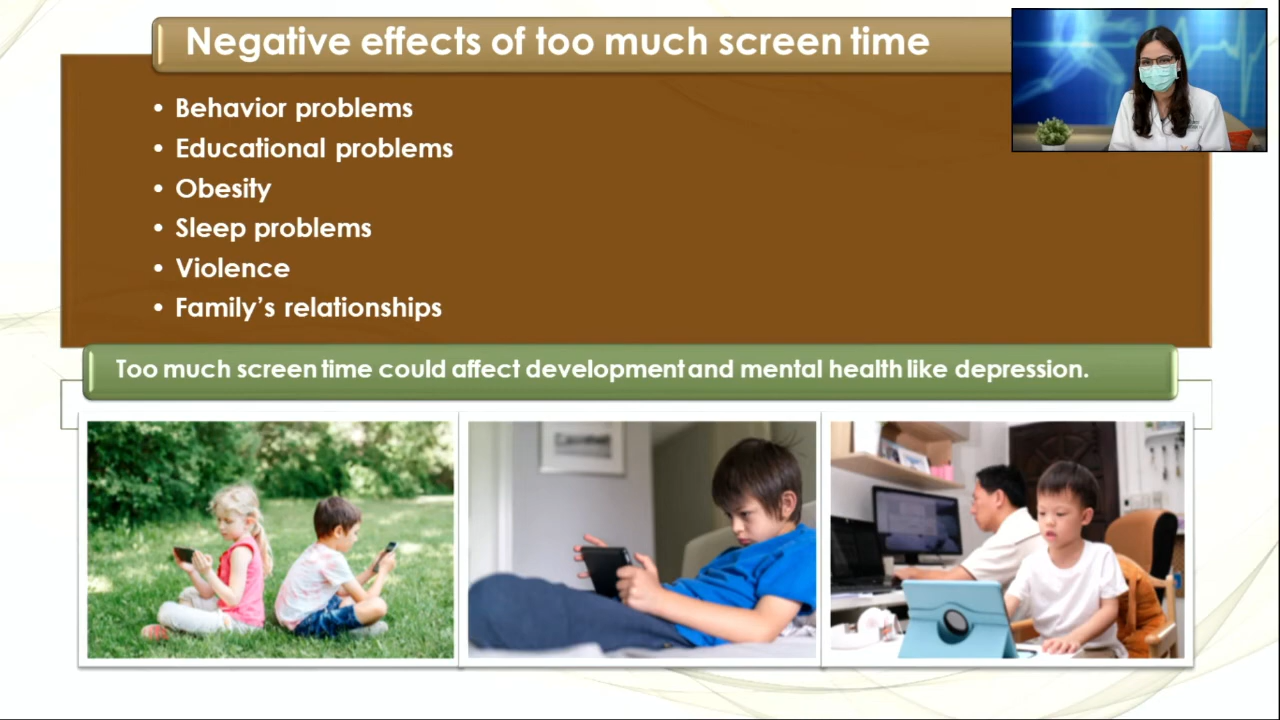 Negative effects of too much screen time
• Behavior problems
• Educational problems
• Obesity
• Sleep problems
• Violence
• Family's relationships
Too much screen time could affect development and mental health like depression.